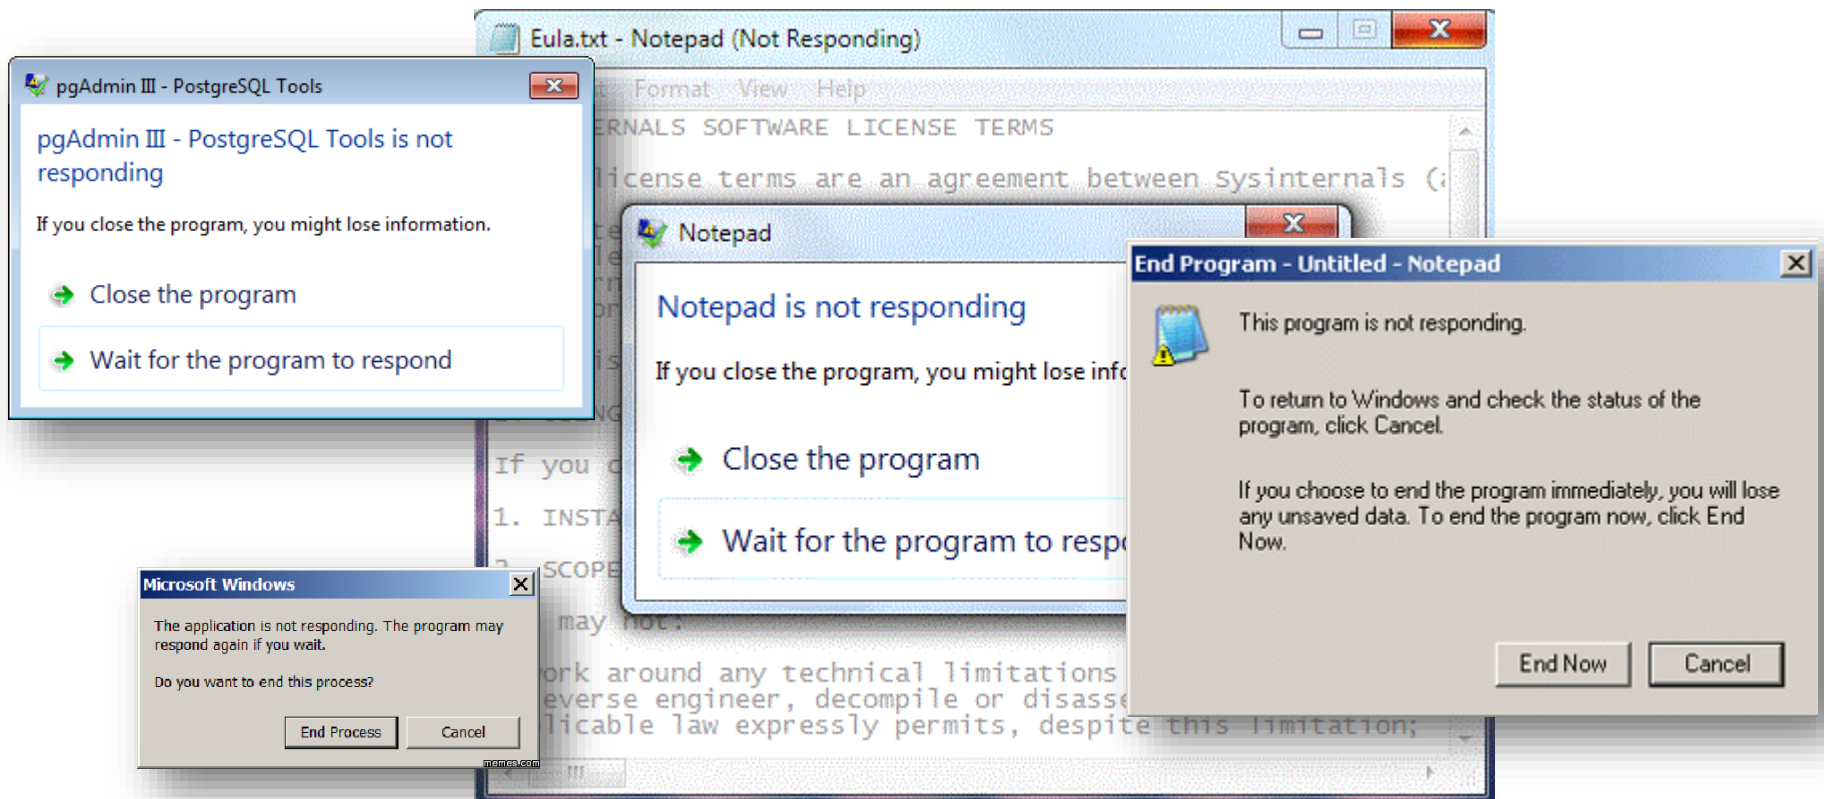 Eula.txt - Notepad (Not Responding)
Format View Help
ERNALS SOFTWARE LICENSE TERMS
license terms are an agreement between Sysinternals (a
If you
1. INSTA
SCOPE
may not:
ork around any technical limitations
everse engineer, decompile or disasse
licable law expressly permits, despite this limitation;
pgAdmin III - PostgreSQL Tools
pgAdmin III - PostgreSQL Tools is not
responding
If you close the program, you might lose information.
Close the program
Wait for the program to respond
Notepad
Notepad is not responding
If you close the program, you might lose info
Close the program
Wait for the program to respo
End Program - Untitled - Notepad
This program is not responding.
To return to Windows and check the status of the
program, click Cancel.
If you choose to end the program immediately, you will lose
any unsaved data. To end the program now, click End
Now.
End Now Cancel
Microsoft Windows
The application is not responding. The program may
respond again if you wait.
Do you want to end this process?
End Process Cancel
memes.com